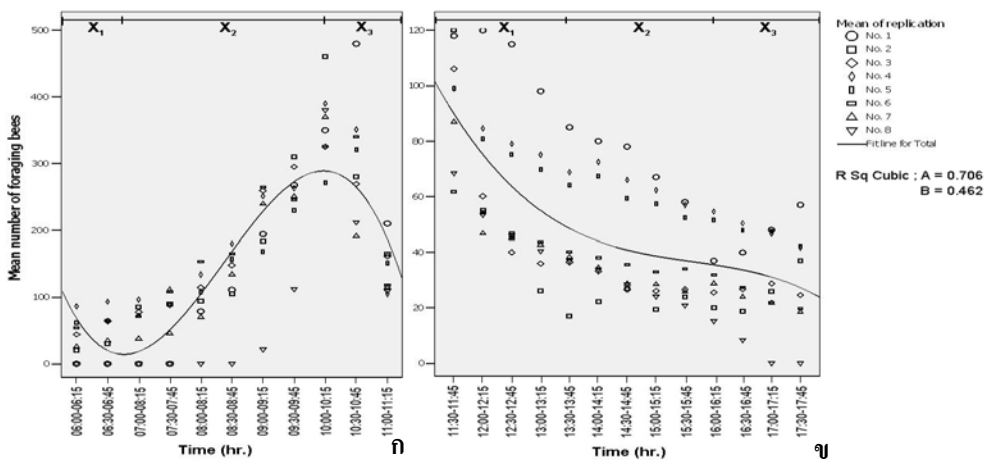 X1 X2 X3
Mean number of foraging bees
500
400
300
200
100
0
06:00-06:15
06:30-06:45
07:00-07:15
07:30-07:45
08:00-08:15
08:30-08:45
09:00-09:15
09:30-09:45
10:00-10:15
10:30-10:45
11:00-11:15
Time (hr.)
ก
X1 X2 X3
120
100
80
60
40
20
0
11:30-11:45
12:00-12:15
12:30-12:45
13:00-13:15
13:30-13:45
14:00-14:15
14:30-14:45
15:00-15:15
15:30-15:45
16:00-16:15
16:30-16:45
17:00-17:15
17:30-17:45
Time (hr.)
ข
Mean of replication
No. 1
No. 2
No. 3
No. 4
No. 5
No. 6
No. 7
No. 8
Fit line for Total
R Sq Cubic ; A = 0.706
B = 0.462